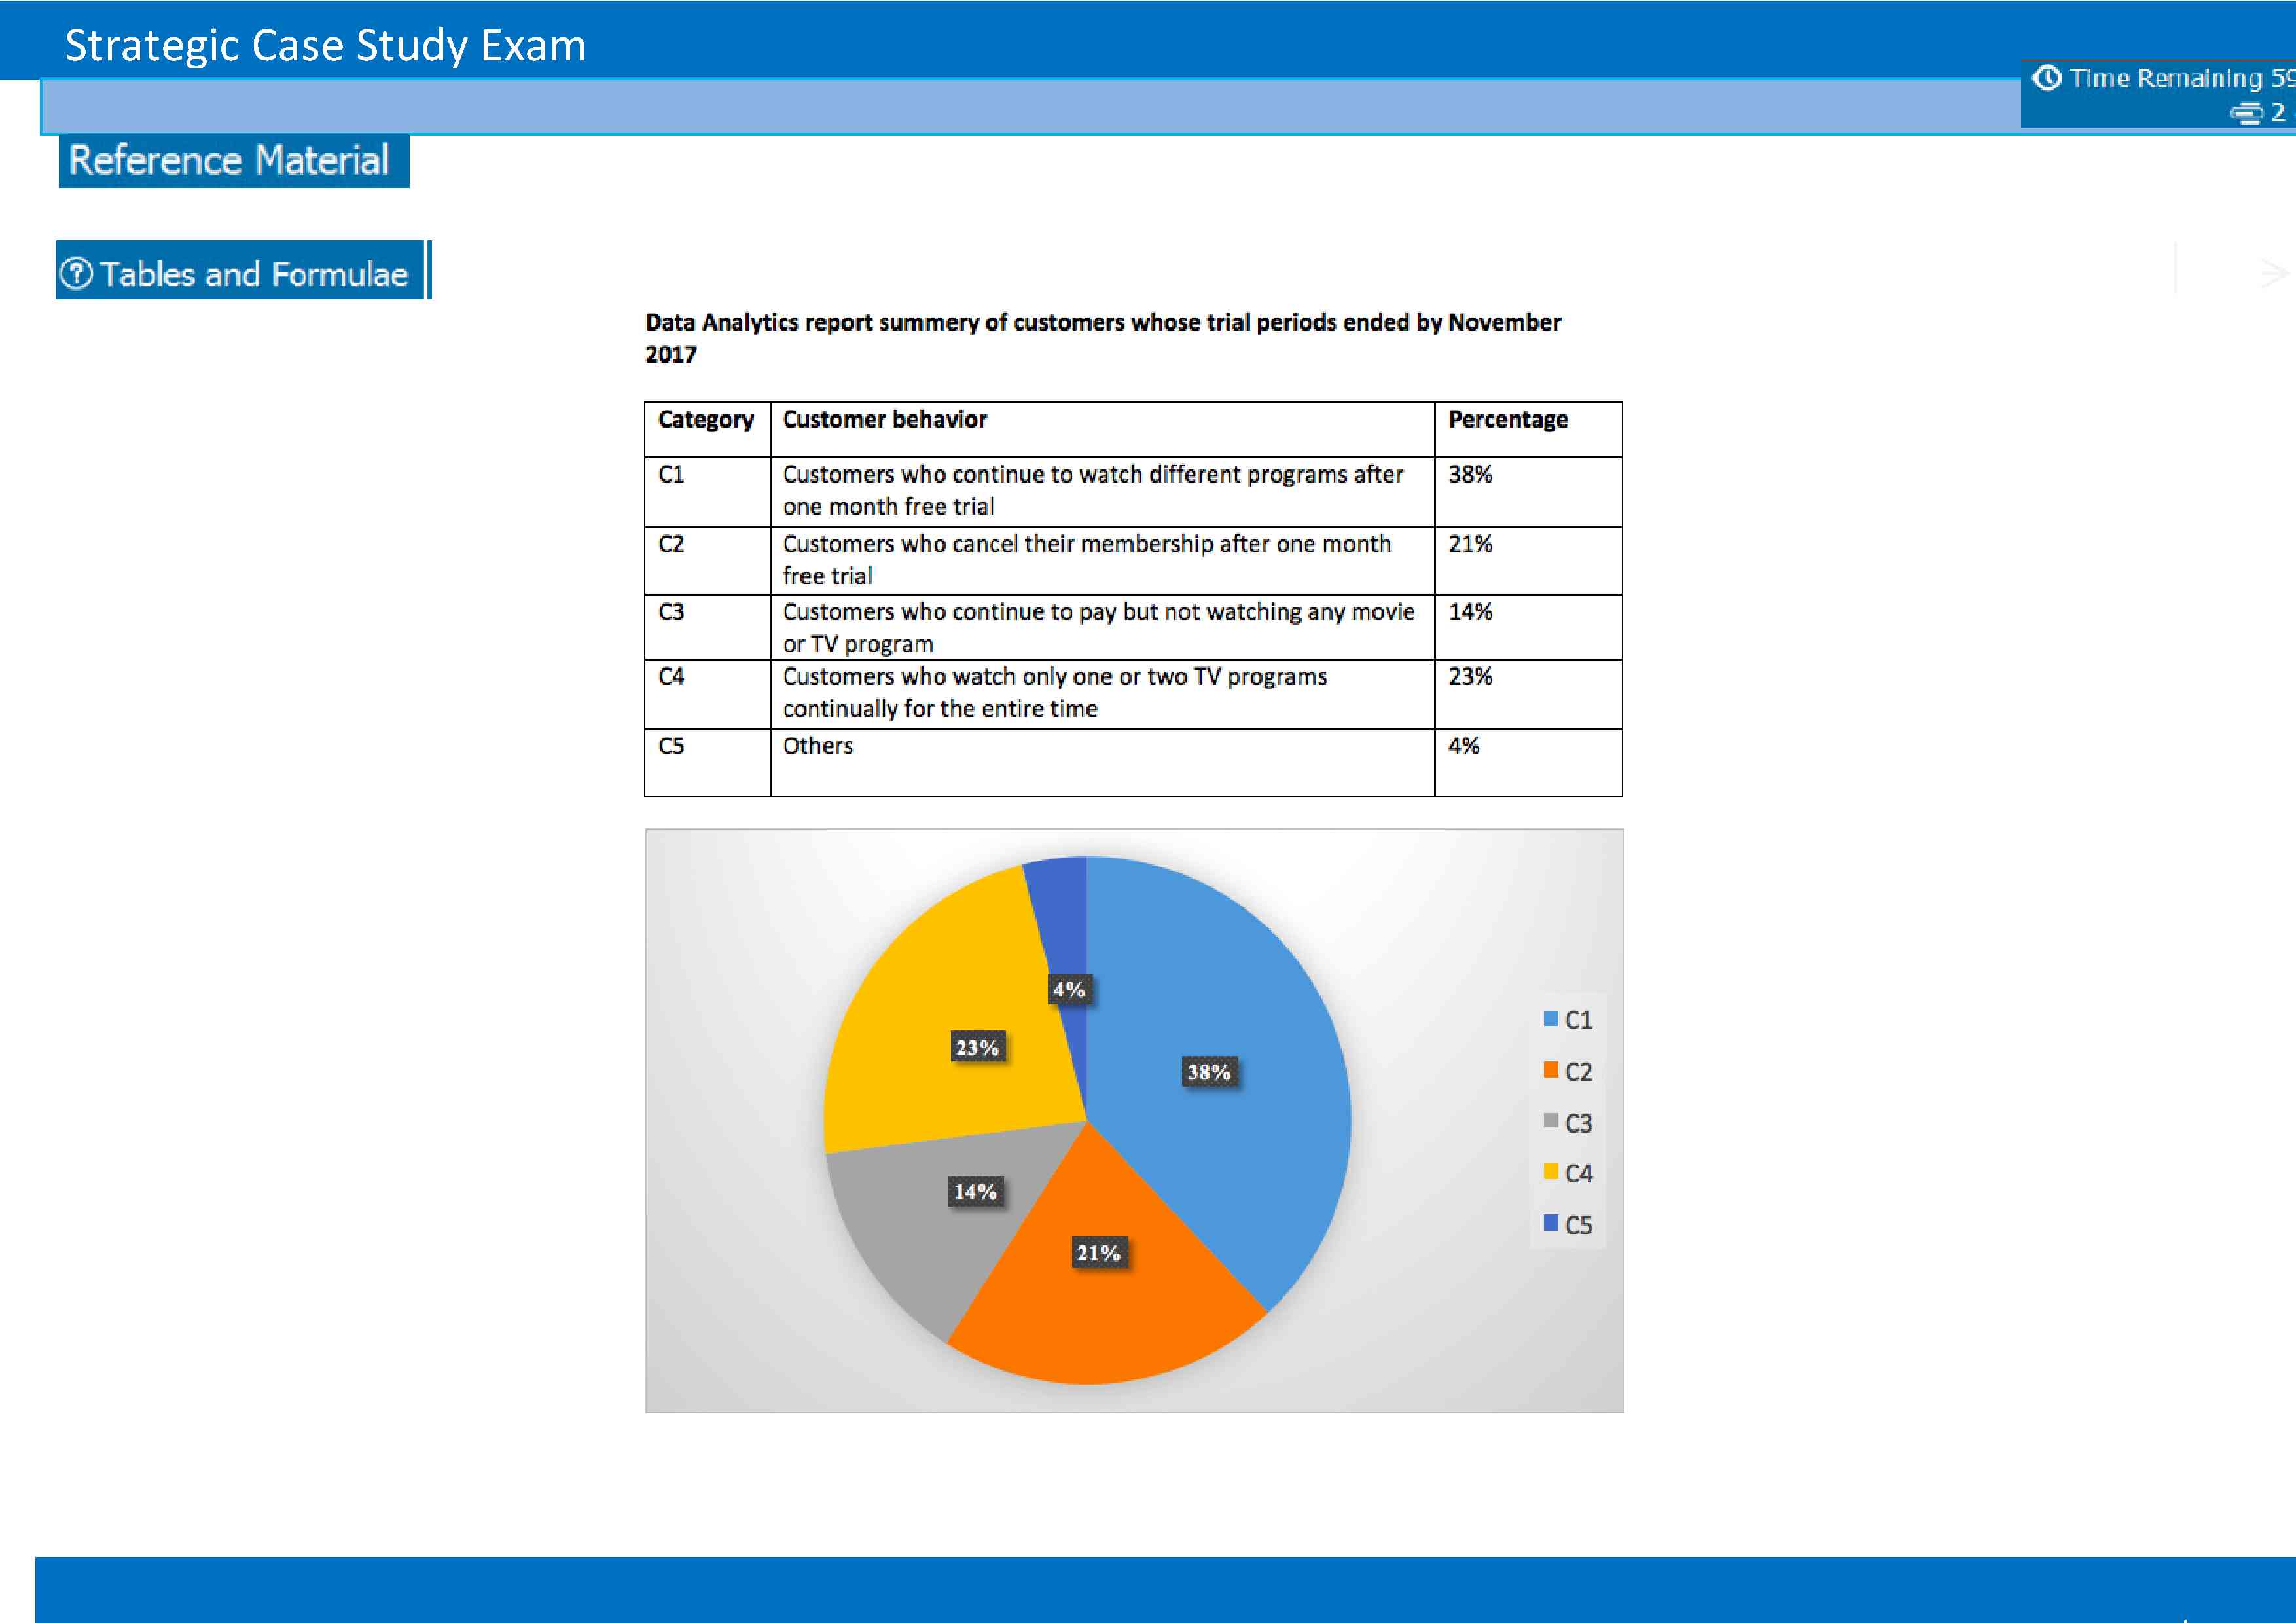 Strategic Case Study Exam
Time Remaining 59
2
Reference Material
Tables and Formulae
Data Analytics report summery of customers whose trial periods ended by November
2017
Category Customer behavior Percentage
C1 Customers who continue to watch different programs after 38%
one month free trial
C2 Customers who cancel their membership after one month 21%
free trial
C3 Customers who continue to pay but not watching any movie 14%
or TV program
C4 Customers who watch only one or two TV programs 23%
continually for the entire time
C5 Others 4%
4%
23%
38%
14%
21%
C1
C2
C3
C4
C5